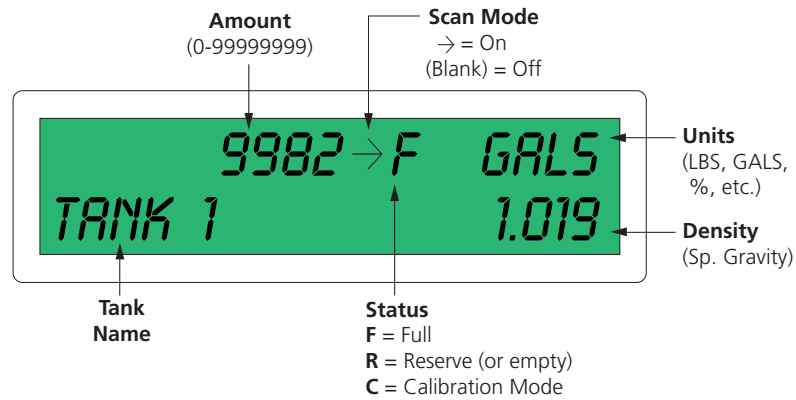 Amount
(0-99999999)
Scan Mode
→ = On
(Blank) = Off
9982 → F GALS
TANK 1 1.019
Units
(LBS, GALS,
%, etc.)
Density
(Sp. Gravity)
Tank
Name
Status
F = Full
R = Reserve (or empty)
C = Calibration Mode